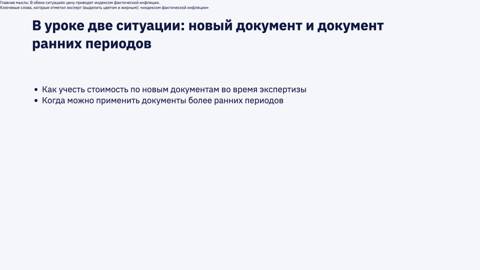 Главная мысль: В обеих ситуациях цену приводят индексом фактической инфляции.
Ключевые слова, которые отметил эксперт (выделить цветом и жирным): «индексом фактической инфляции»
В уроке две ситуации: новый документ и документ
ранних периодов
• Как учесть стоимость по новым документам во время экспертизы
• Когда можно применить документы более ранних периодов